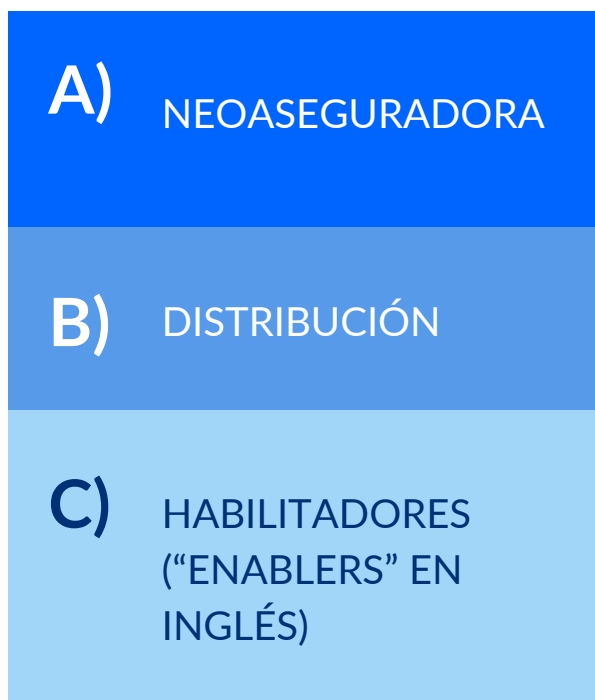 A) NEOASEGURADORA
B) DISTRIBUCIÓN
C) HABILITADORES
(“ENABLERS” EN
INGLÉS)